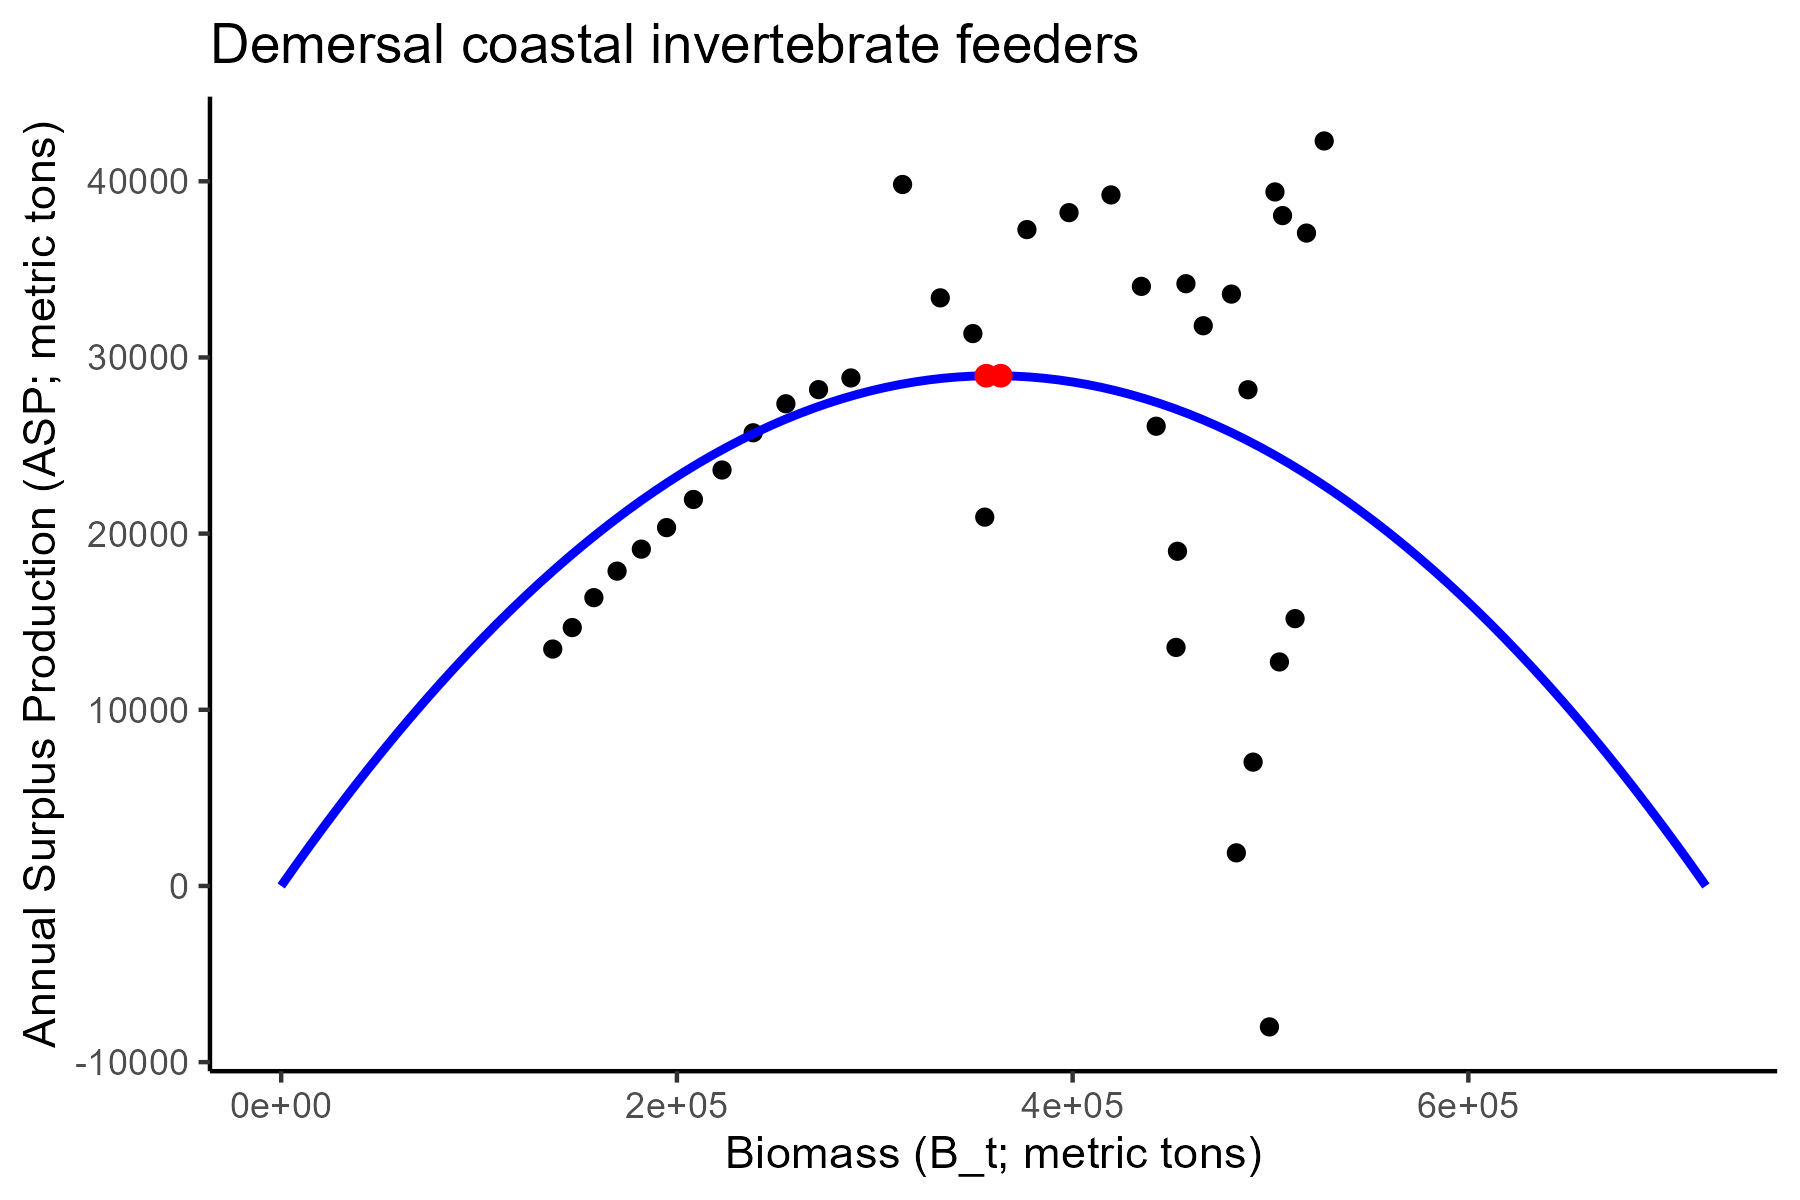 Demersal coastal invertebrate feeders
Annual Surplus Production (ASP; metric tons)
40000
30000
20000
10000
0
-10000
0e+00
2e+05
4e+05
6e+05
Biomass (B_t; metric tons)